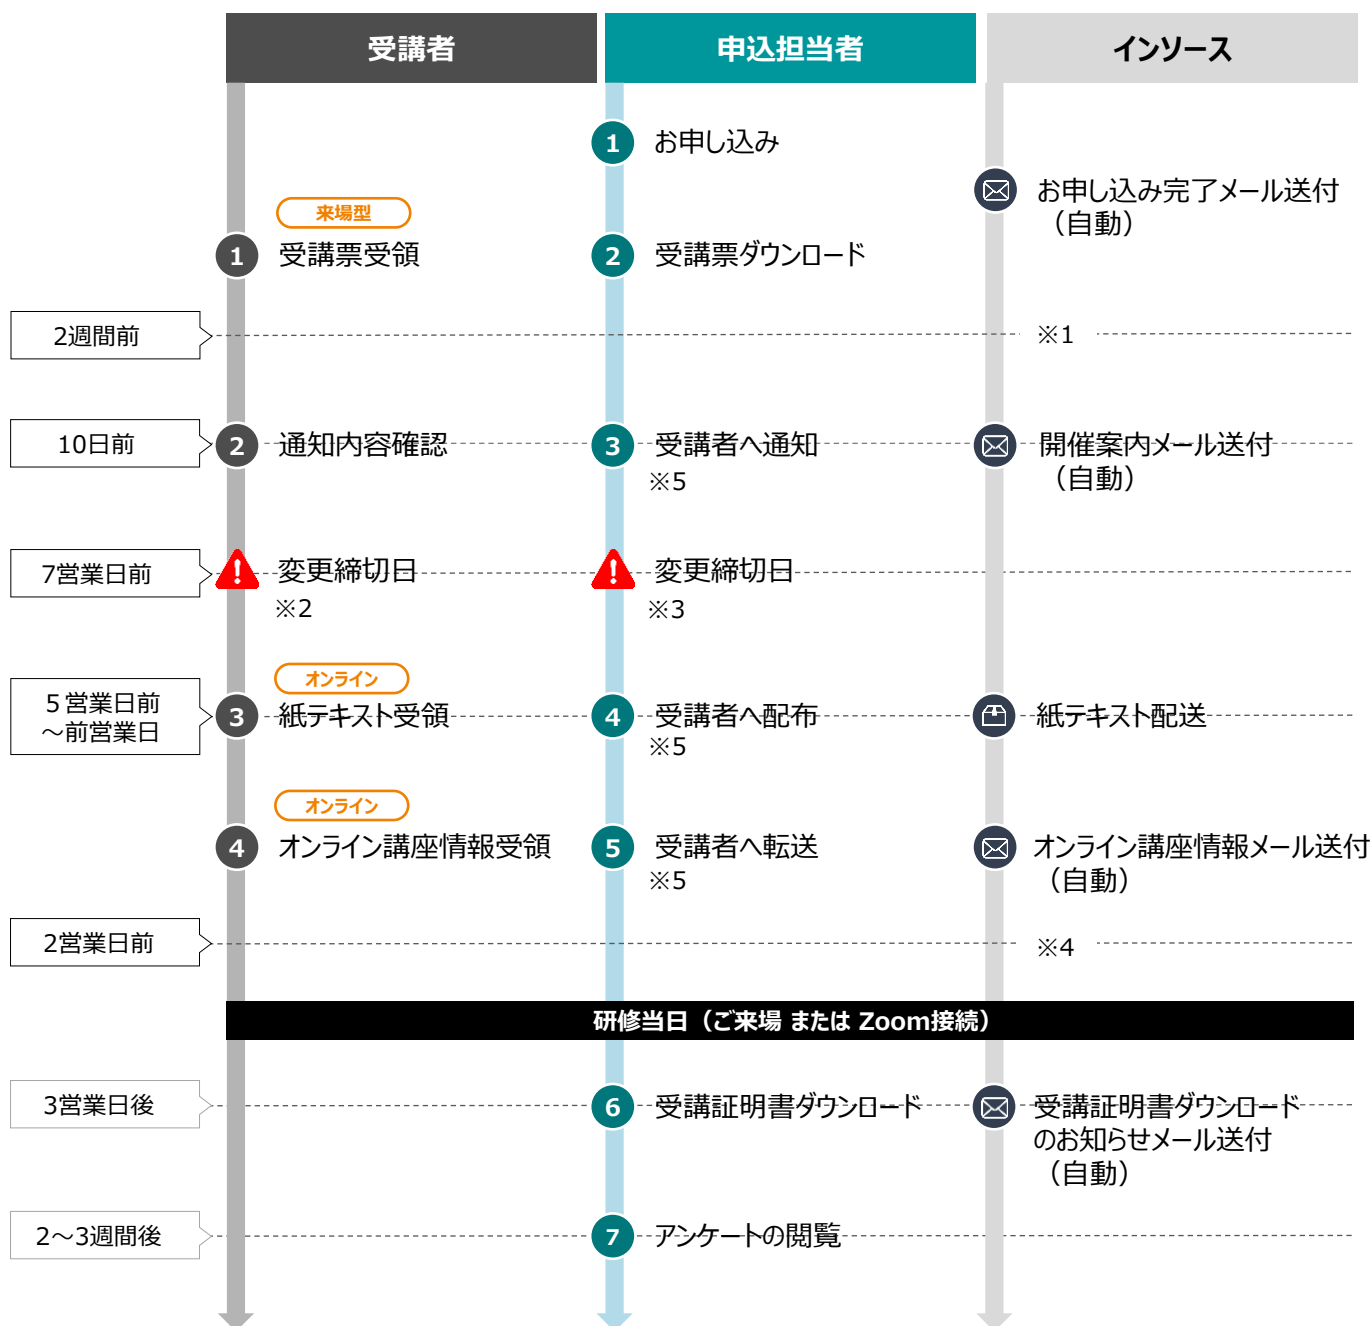 受講者
申込担当者
インソース
1
お申し込み
お申し込み完了メール送付
（自動）
来場型
1
受講票受領
2
受講票ダウンロード
2週間前
※1
10日前
2
通知内容確認
3
受講者へ通知
※5
開催案内メール送付
（自動）
7営業日前
変更締切日
※2
変更締切日
※3
オンライン
5営業日前
～前営業日
3
紙テキスト受領
4
受講者へ配布
※5
紙テキスト配送
オンライン
4
オンライン講座情報受領
5
受講者へ転送
※5
オンライン講座情報メール送付
（自動）
2営業日前
※4
研修当日（ご来場 または Zoom接続）
3営業日後
6
受講証明書ダウンロード
受講証明書ダウンロード
のお知らせメール送付
（自動）
2～3週間後
7
アンケートの閲覧